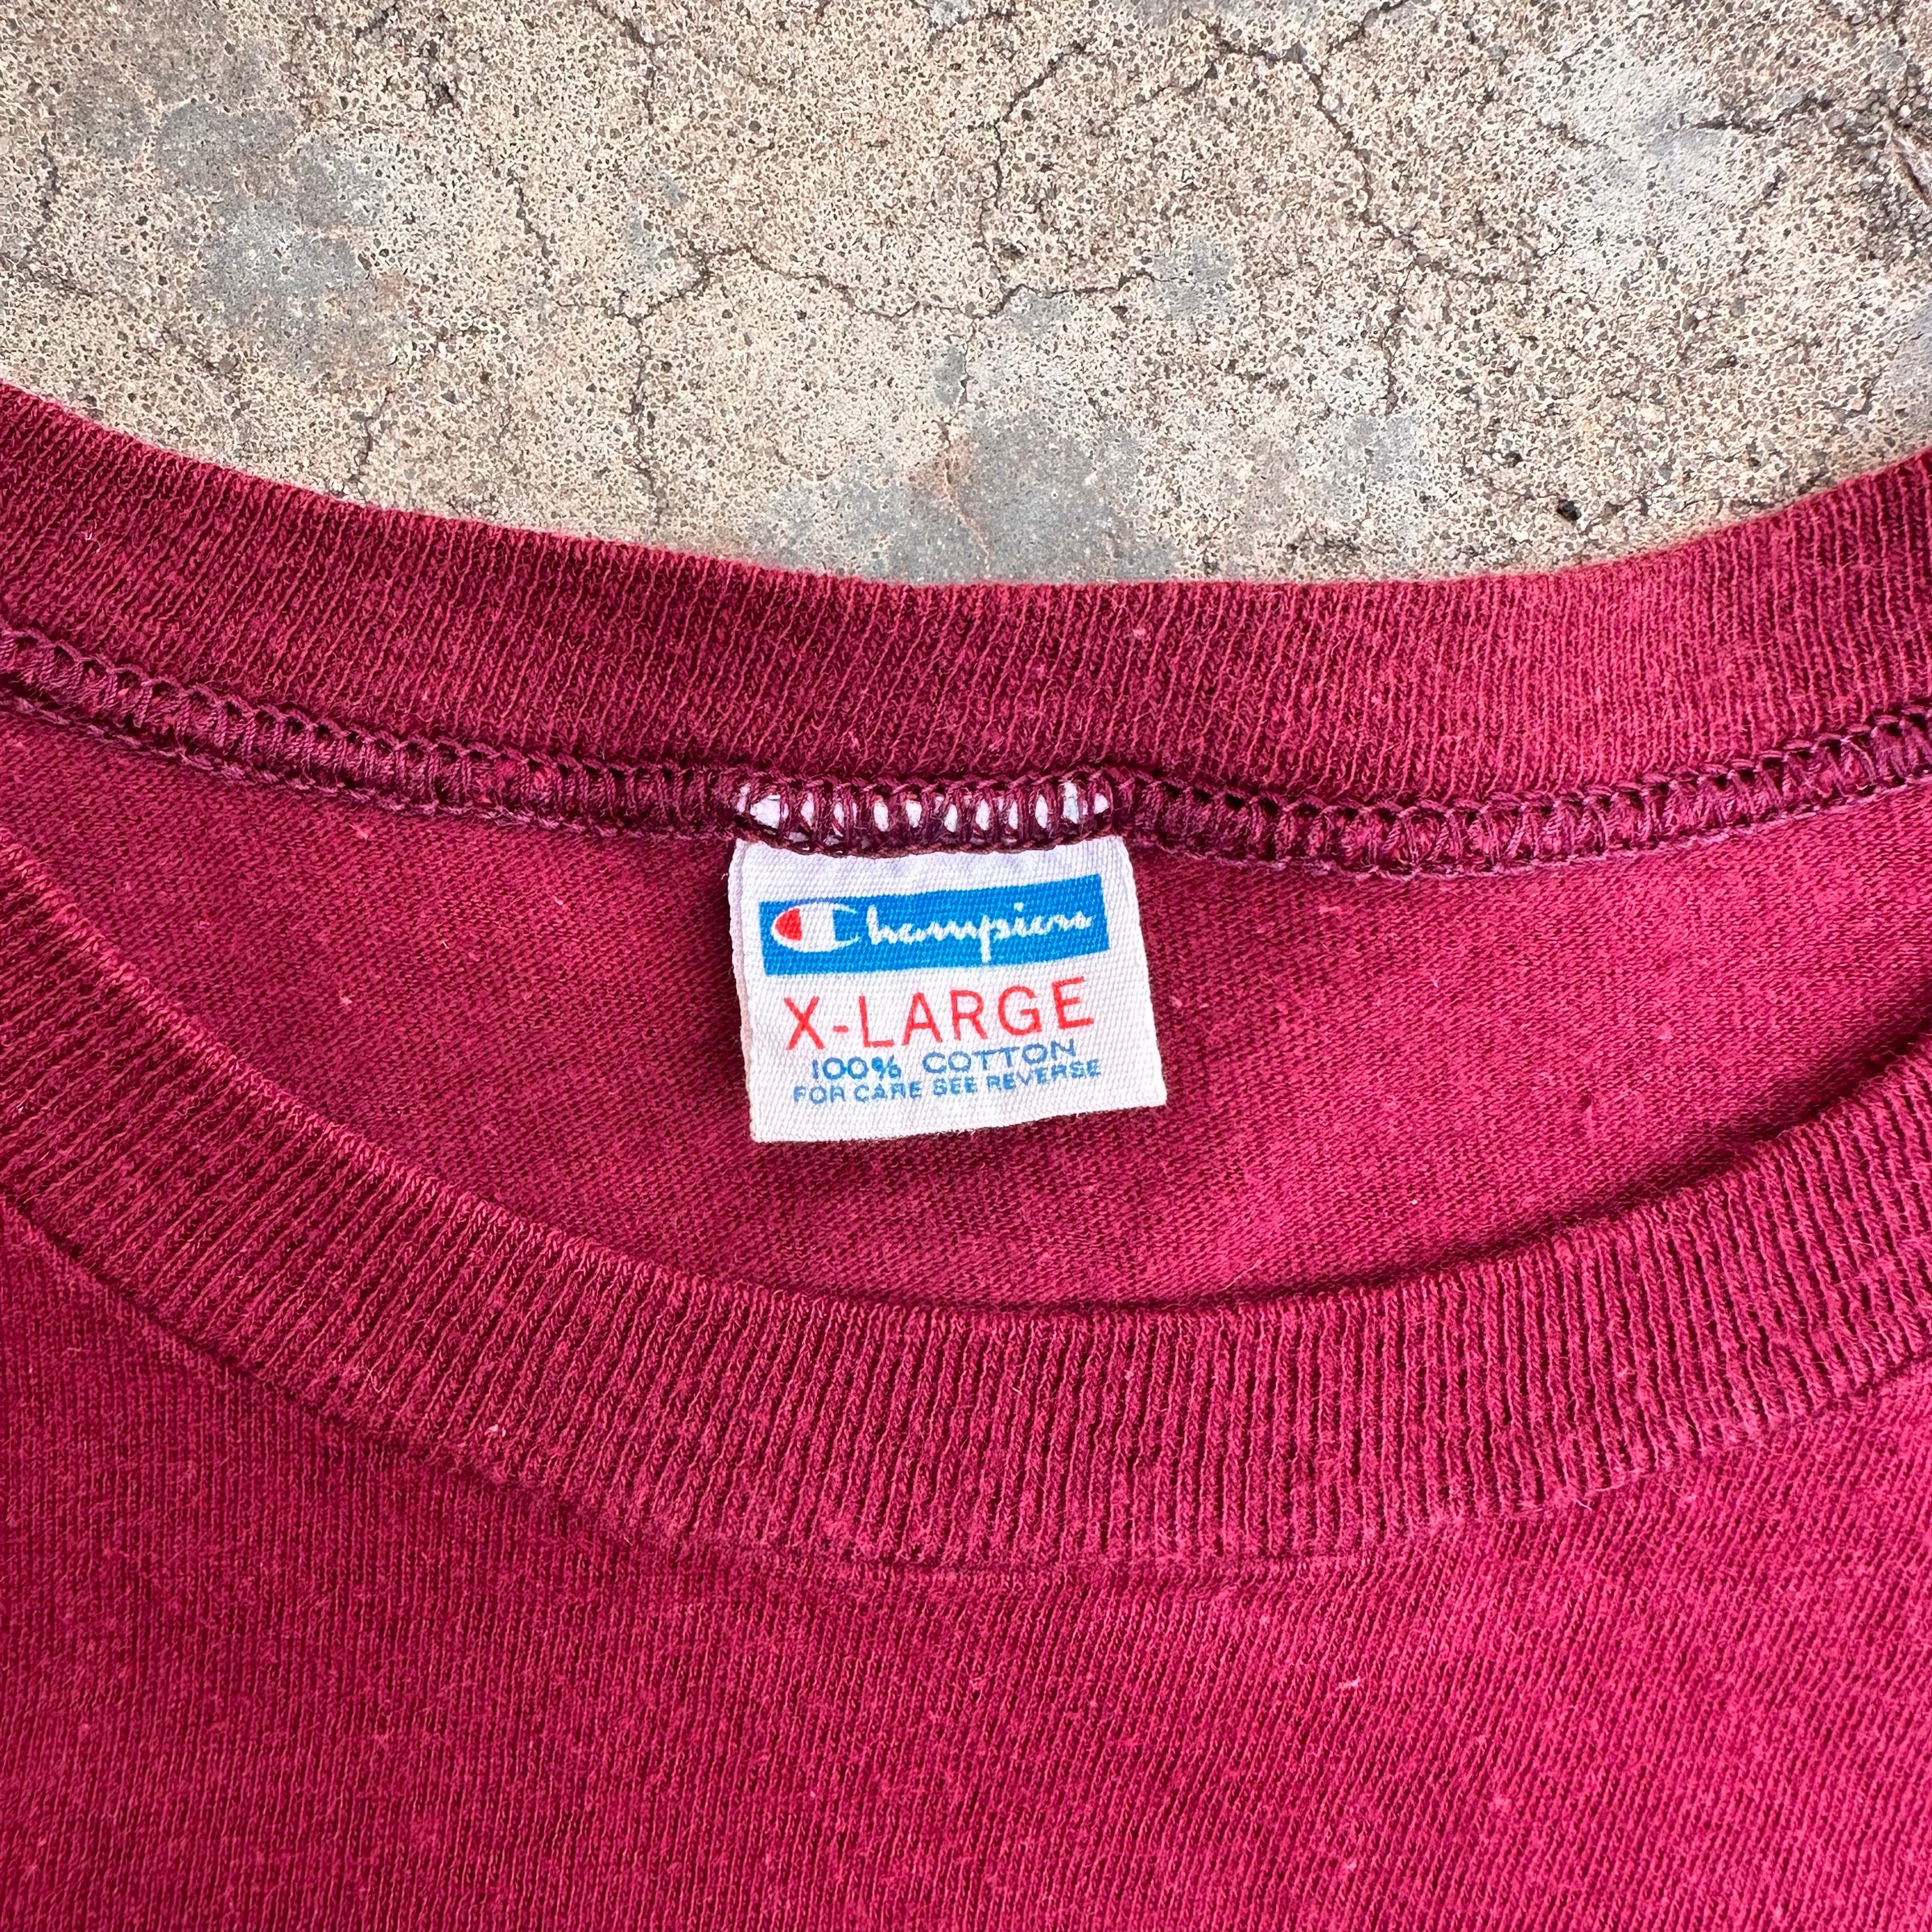 Champion
X-LARGE
100% COTTON
FOR CARE SEE REVERSE